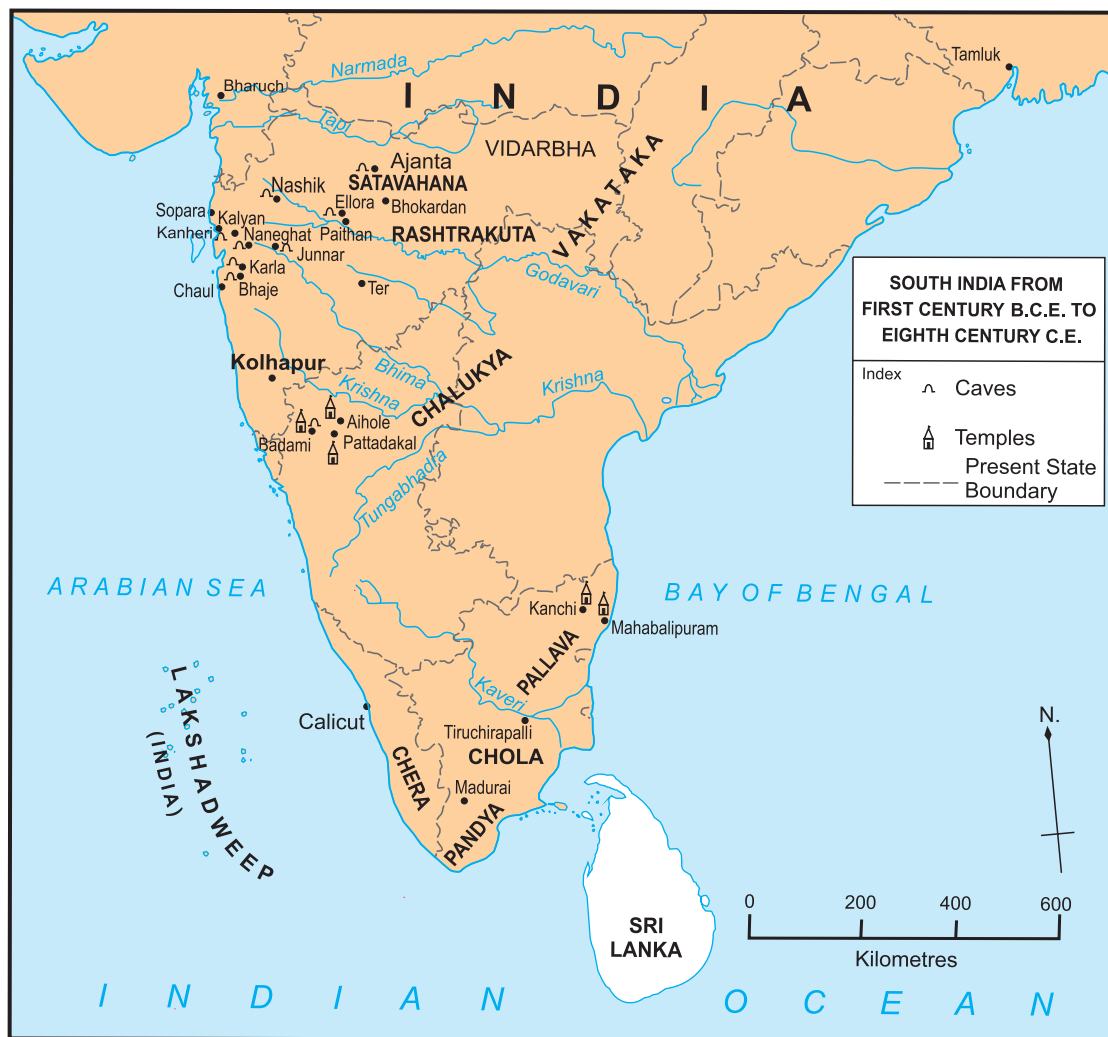 Tamluk
Narmada
Bharuch
I N D I A
Tapi
VIDARBHA
Ajanta
SATAVAHANA
Nashik
Ellora
Bhokardan
VAKATAKA
Sopara
Kalyan
Kanheri
Naneghat
Paithan
RASHTRAKUTA
Junnar
Karla
Godavari
Chaul
Bhaje
Ter
SOUTH INDIA FROM
FIRST CENTURY B.C.E. TO
EIGHTH CENTURY C.E.
Index
Caves
Temples
Present State
Boundary
Kolhapur
Bhima
Krishna
CHALUKYA
Krishna
Aihole
Badami
Pattadakal
Tungabhadra
ARABIAN SEA
BAY OF BENGAL
Kanchi
Mahabalipuram
PALLAVA
LAKSHADWEEP
(INDIA)
Kaveri
Calicut
Tiruchirapalli
CHOLA
CHERA
Madurai
PANDYA
N.
SRI
LANKA
0 200 400 600
Kilometres
I N D I A N O C E A N